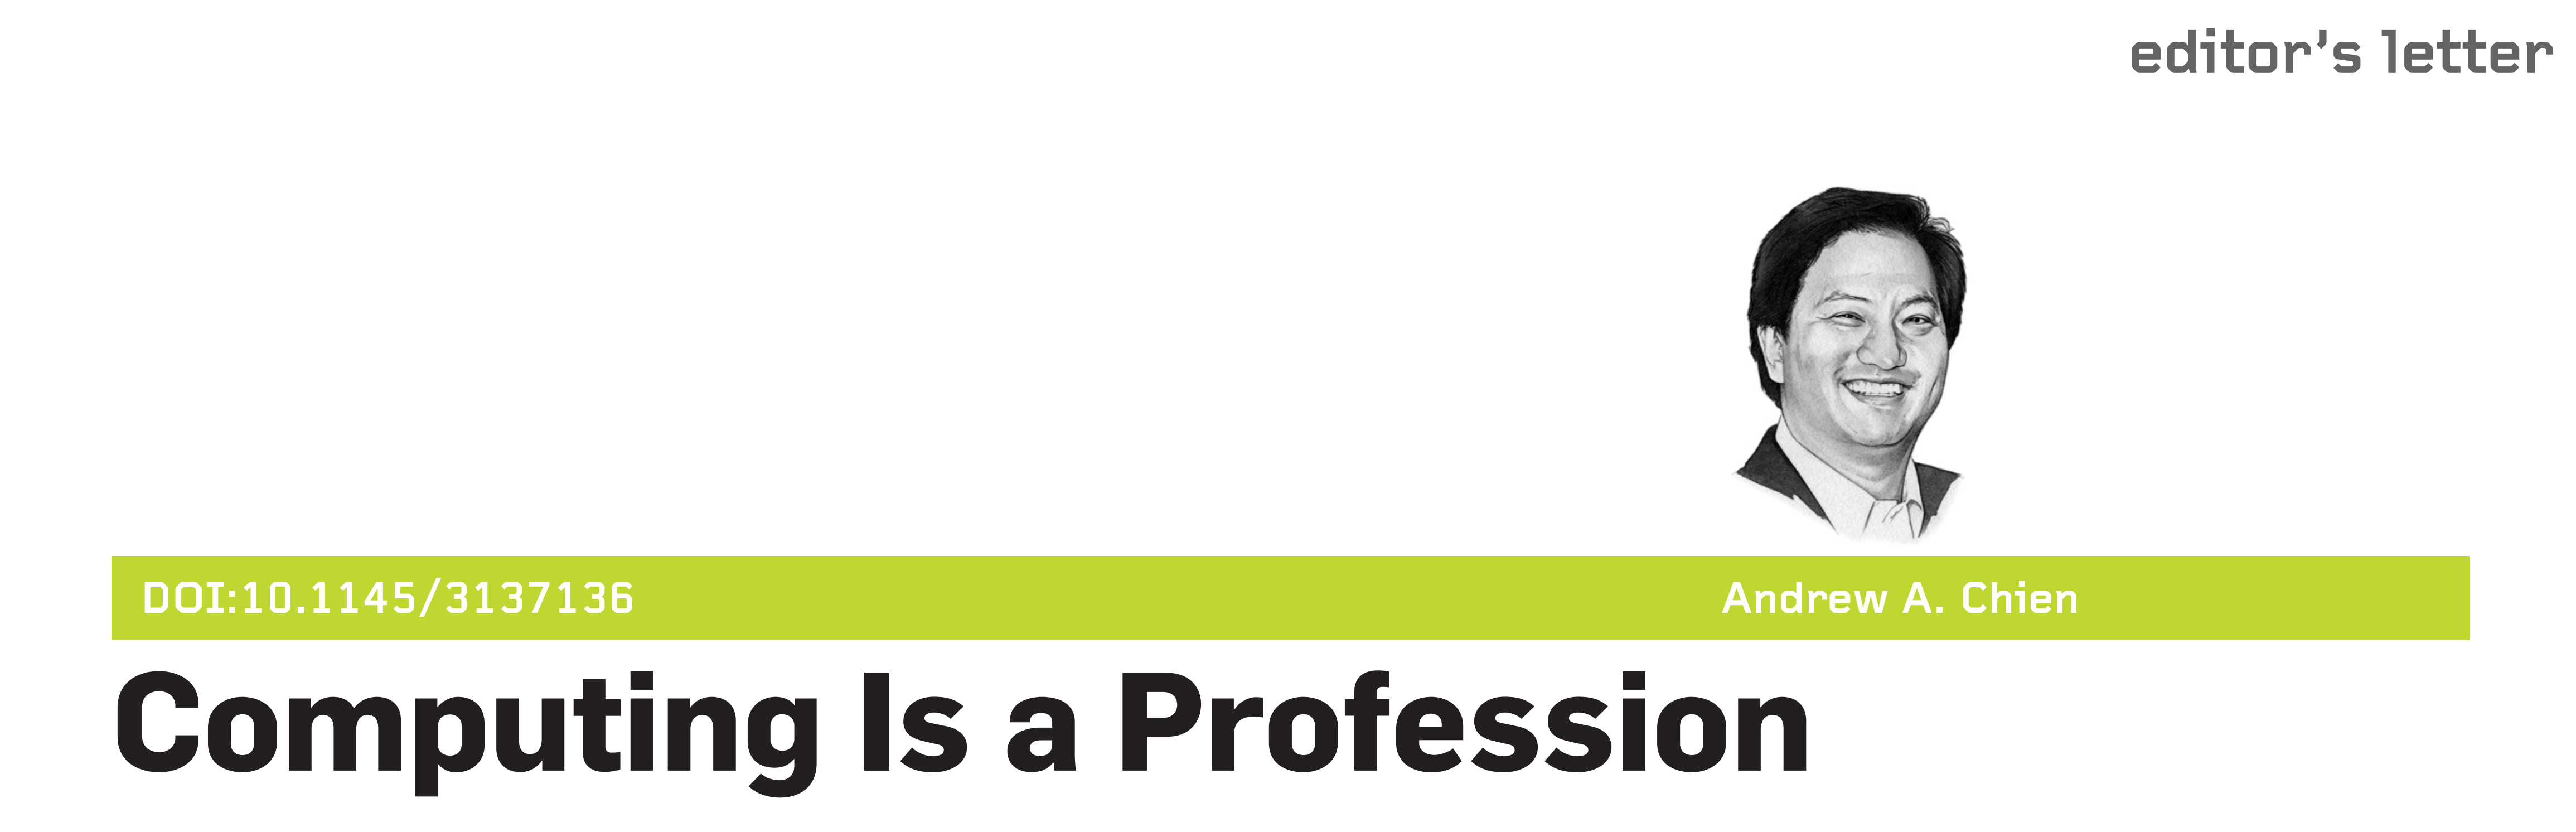 editor's letter
DOI:10.1145/3137136
Andrew A. Chien
Computing Is a Profession